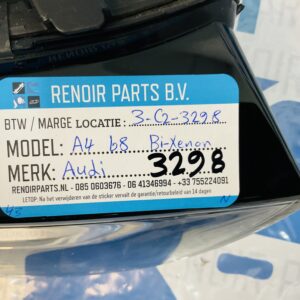 RENOIR PARTS B.V.
BTW / MARGE LOCATIE: 3-C2-3298
MODEL: A4 b8 Bi-xenon
MERK: Audi 3298
RENOIRPARTS.NL - 085 0603676 - 06 41346994 - +33 755224091
LETOP: Na het verwijderen van de sticker vervalt de garantie/retourbeleid van 14 dagen